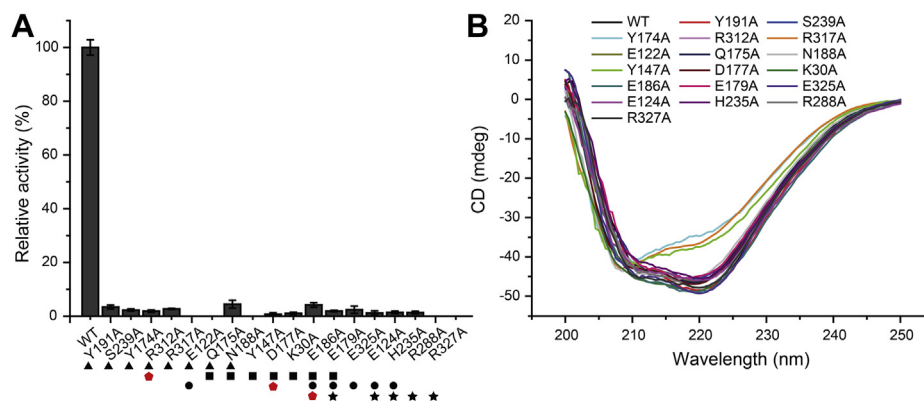 A
Relative activity (%)
100
80
60
40
20
0
WT
Y191A
S239A
Y174A
R312A
R317A
E122A
Q175A
N188A
Y147A
D177A
K30A
E186A
E179A
E325A
E124A
H235A
R288A
R327A
B
CD (mdeg)
20
10
0
-10
-20
-30
-40
-50
WT Y191A S239A
Y174A R312A R317A
E122A Q175A N188A
Y147A D177A K30A
E186A E179A E325A
E124A H235A R288A
R327A
200 210 220 230 240 250
Wavelength (nm)